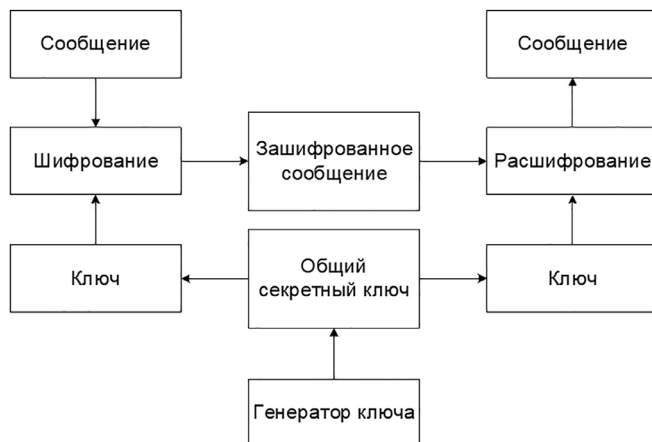 Сообщение
Сообщение
Шифрование
Зашифрованное
сообщение
Расшифрование
Ключ
Общий
секретный ключ
Ключ
Генератор ключа